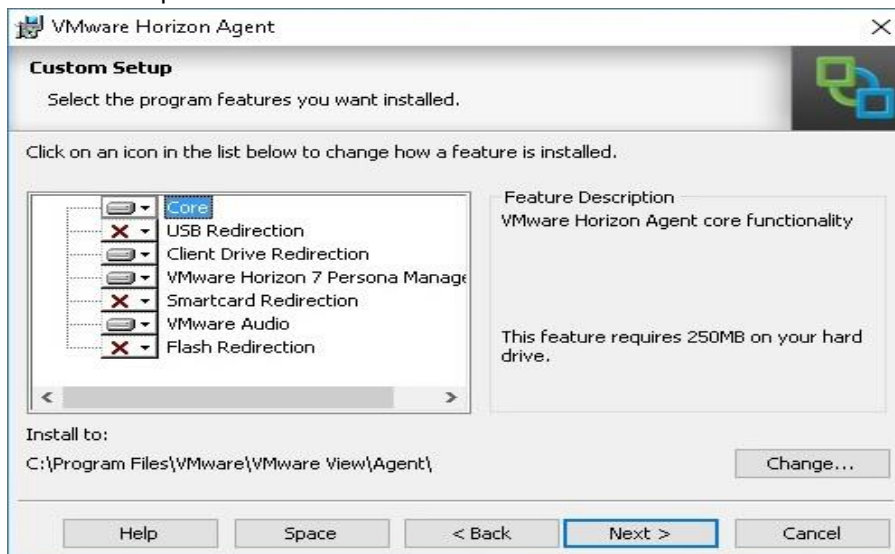 VMware Horizon Agent
Custom Setup
Select the program features you want installed.
Click on an icon in the list below to change how a feature is installed.
Core
USB Redirection
Client Drive Redirection
VMware Horizon 7 Persona Manage
Smartcard Redirection
VMware Audio
Flash Redirection
Feature Description
VMware Horizon Agent core functionality
This feature requires 250MB on your hard
drive.
Install to:
C:\Program Files\VMware\VMware View\Agent\
Change...
Help
Space
< Back
Next >
Cancel